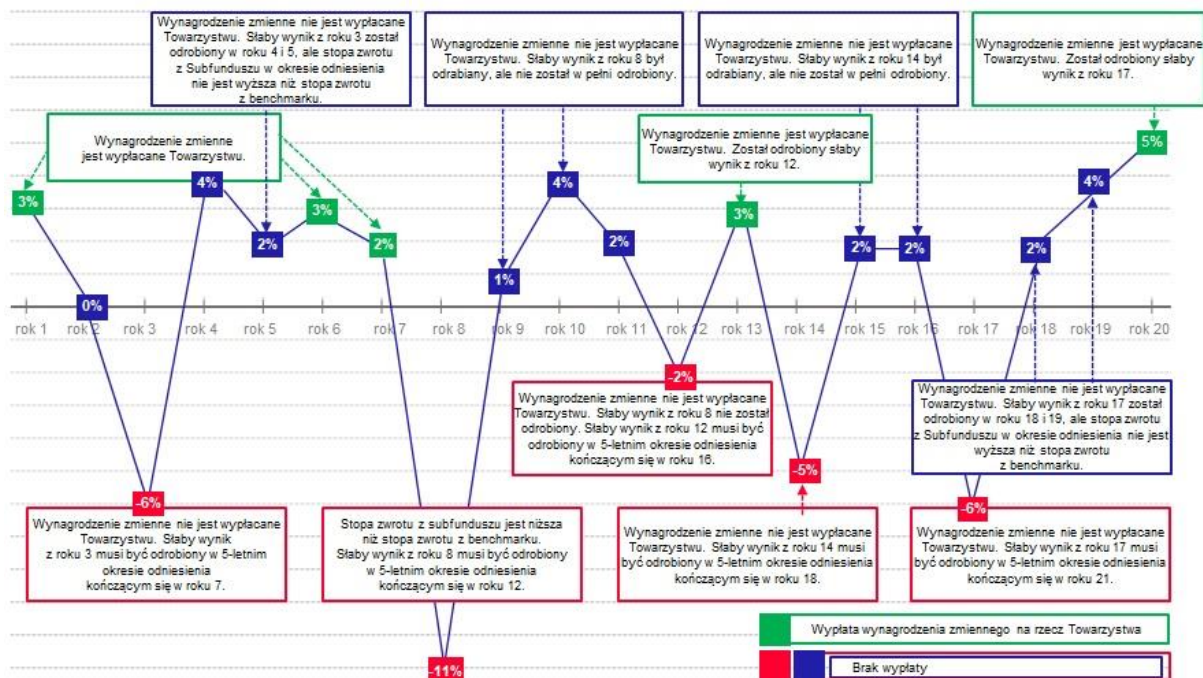 Wynagrodzenie zmienne nie jest wypłacane
Towarzystwu. Słaby wynik z roku 3 został
odrobiony w roku 4 i 5, ale stopa zwrotu
z Subfunduszu w okresie odniesienia
nie jest wyższa niż stopa zwrotu
z benchmarku.
Wynagrodzenie zmienne nie jest wypłacane
Towarzystwu. Słaby wynik z roku 8 był
odrabiany, ale nie został w pełni odrobiony.
Wynagrodzenie zmienne nie jest wypłacane
Towarzystwu. Słaby wynik z roku 14 był
odrabiany, ale nie został w pełni odrobiony.
Wynagrodzenie zmienne jest wypłacane
Towarzystwu. Został odrobiony słaby
wynik z roku 17.
Wynagrodzenie zmienne
jest wypłacane Towarzystwu.
Wynagrodzenie zmienne jest wypłacane
Towarzystwu. Został odrobiony słaby
wynik z roku 12.
3%
0%
-6%
4%
2%
3%
2%
-11%
1%
4%
2%
-2%
3%
-5%
2%
2%
-6%
2%
4%
5%
rok 1
rok 2
rok 3
rok 4
rok 5
rok 6
rok 7
rok 8
rok 9
rok 10
rok 11
rok 12
rok 13
rok 14
rok 15
rok 16
rok 17
rok 18
rok 19
rok 20
Wynagrodzenie zmienne nie jest wypłacane
Towarzystwu. Słaby wynik z roku 8 nie został
odrobiony. Słaby wynik z roku 12 musi być
odrobiony w 5-letnim okresie odniesienia
kończącym się w roku 16.
Wynagrodzenie zmienne nie jest wypłacane
Towarzystwu. Słaby wynik z roku 17 został
odrobiony w roku 18 i 19, ale stopa zwrotu
z Subfunduszu w okresie odniesienia nie jest
wyższa niż stopa zwrotu
z benchmarku.
Wynagrodzenie zmienne nie jest wypłacane
Towarzystwu. Słaby wynik
z roku 3 musi być odrobiony w 5-letnim
okresie odniesienia
kończącym się w roku 7.
Stopa zwrotu z subfunduszu jest niższa
niż stopa zwrotu z benchmarku.
Słaby wynik z roku 8 musi być odrobiony
w 5-letnim okresie odniesienia
kończącym się w roku 12.
Wynagrodzenie zmienne nie jest wypłacane
Towarzystwu. Słaby wynik z roku 14 musi
być odrobiony w 5-letnim okresie odniesienia
kończącym się w roku 18.
Wynagrodzenie zmienne nie jest wypłacane
Towarzystwu. Słaby wynik z roku 17 musi
być odrobiony w 5-letnim okresie odniesienia
kończącym się w roku 21.
Wypłata wynagrodzenia zmiennego na rzecz Towarzystwa
Brak wypłaty